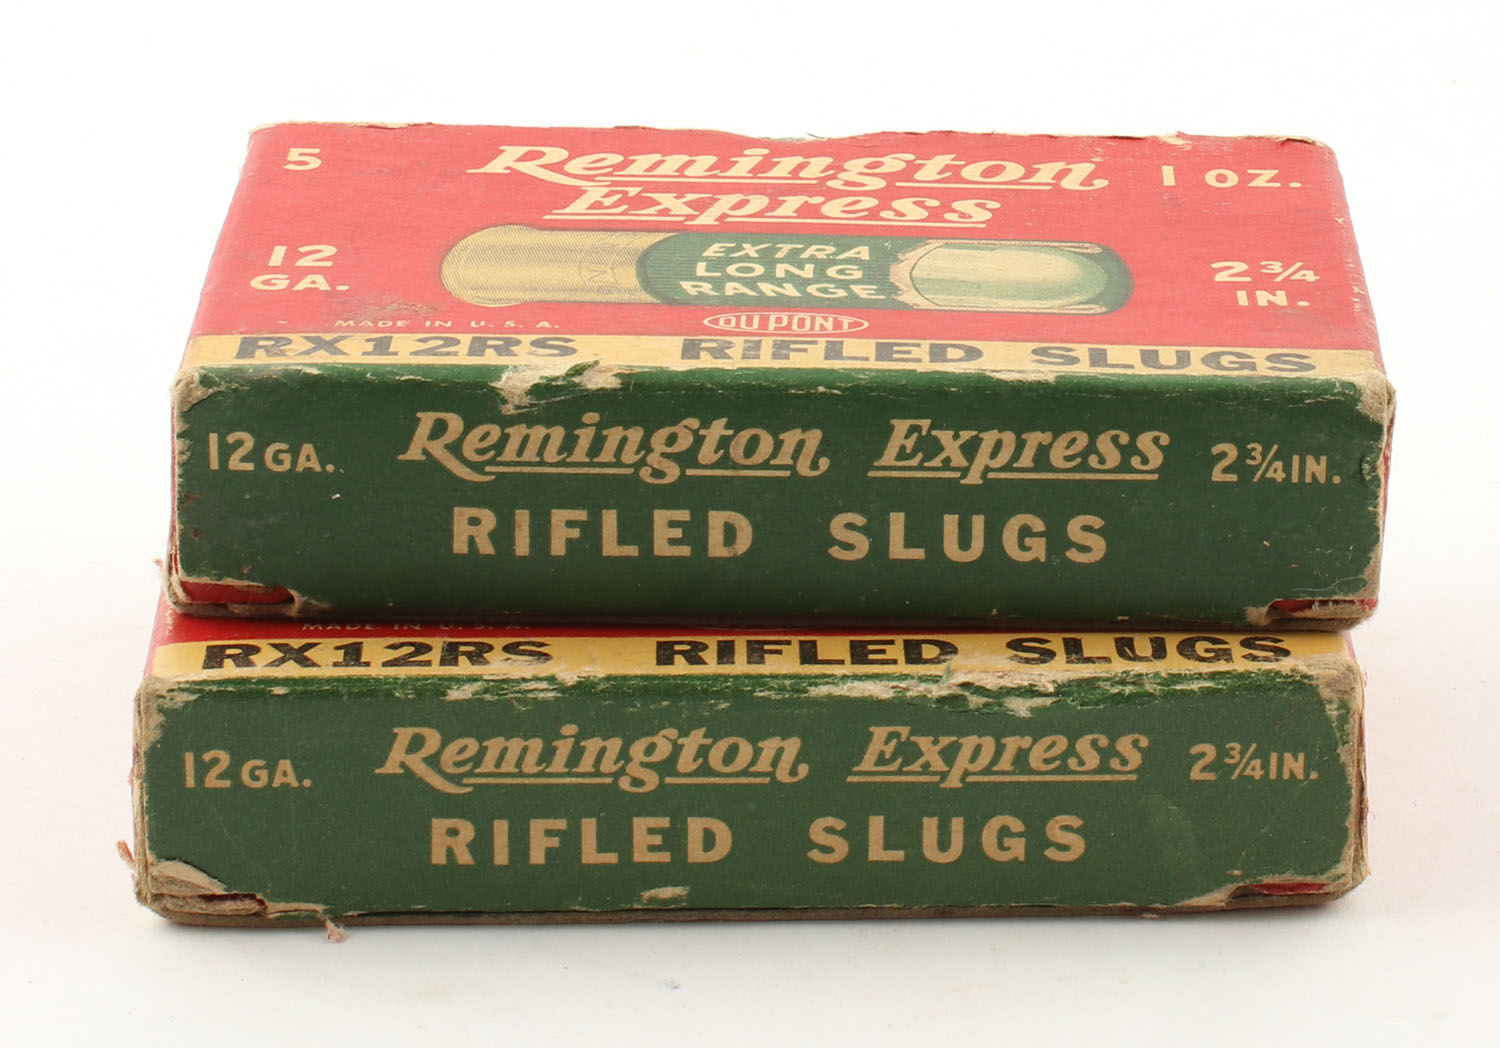 5 Remington 1 OZ.
Express
12 GA. EXTRA LONG RANGE 2 3/4 IN.
MADE IN U. S. A. DU PONT
RX12RS RIFLED SLUGS
12 GA. Remington Express 2 3/4 IN.
RIFLED SLUGS
MADE IN U. S. A.
RX12RS RIFLED SLUGS
12 GA. Remington Express 2 3/4 IN.
RIFLED SLUGS